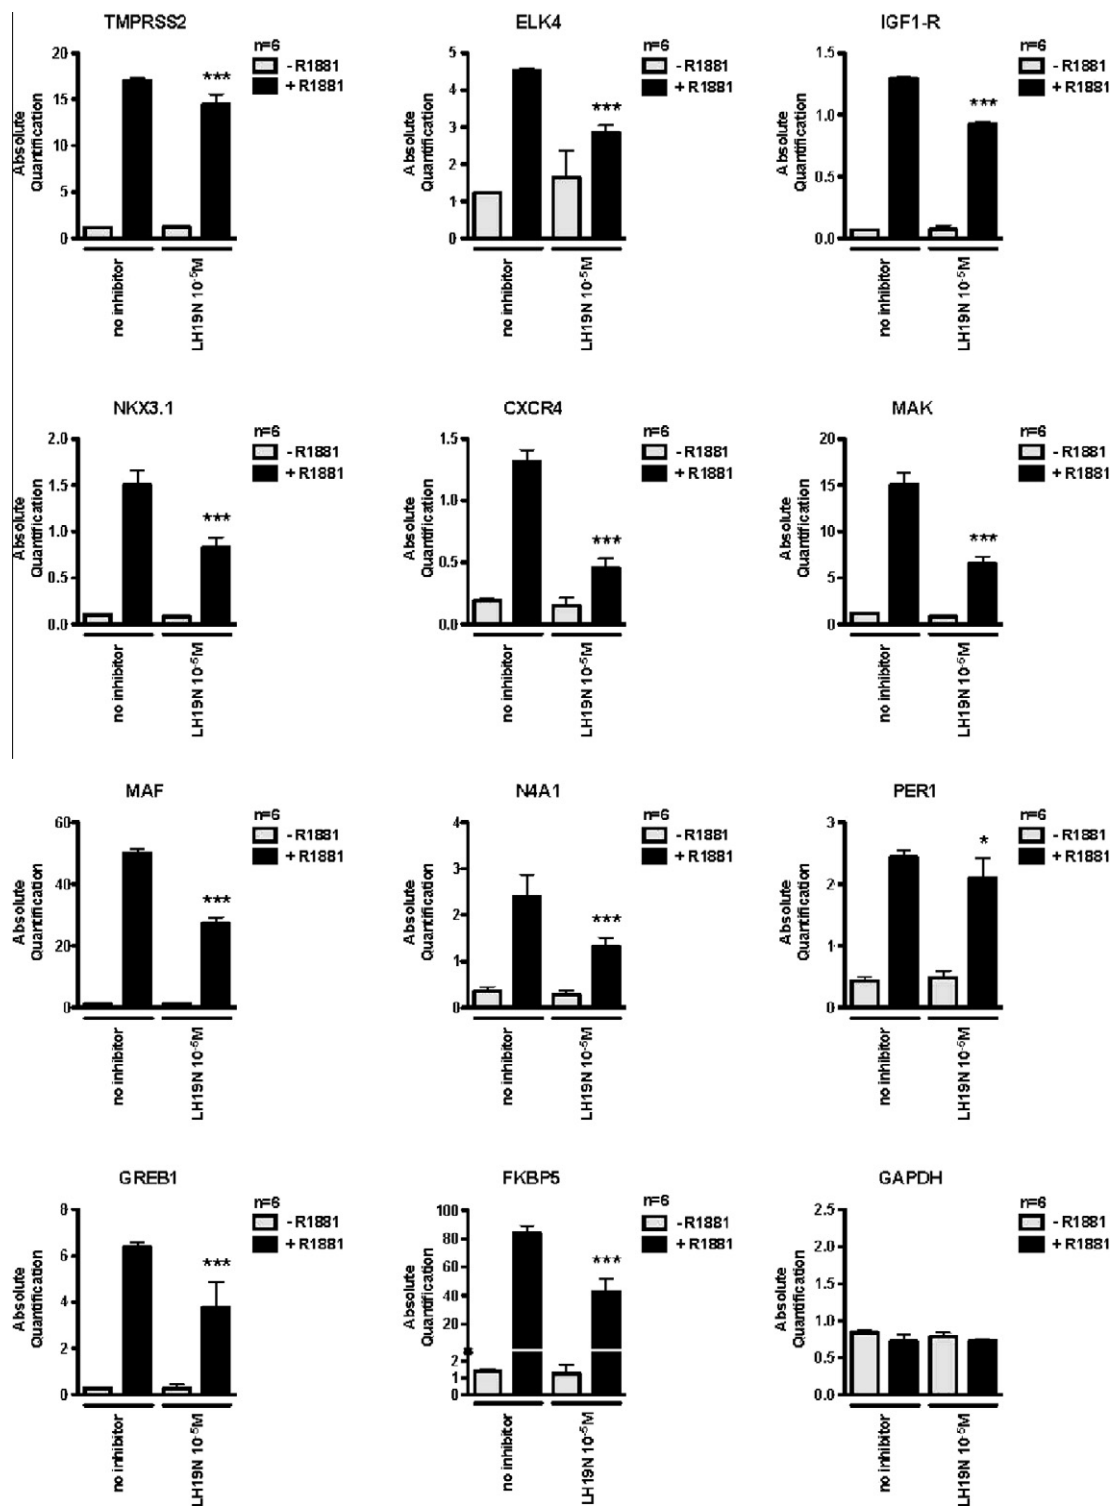 TMPRSS2
n=6
- R1881
+ R1881
Absolute
Quantification
20
15
10
5
0
no inhibitor
LH19N 10-5M
ELK4
n=6
- R1881
+ R1881
Absolute
Quantification
5
4
3
2
1
0
***
***
no inhibitor
LH19N 10-5M
IGF1-R
n=6
- R1881
+ R1881
Absolute
Quantification
1.5
1.0
0.5
0.0
***
no inhibitor
LH19N 10-5M
NKX3.1
n=6
- R1881
+ R1881
Absolute
Quantification
2.0
1.5
1.0
0.5
0.0
***
no inhibitor
LH19N 10-5M
CXCR4
n=6
- R1881
+ R1881
Absolute
Quantification
1.5
1.0
0.5
0.0
***
no inhibitor
LH19N 10-5M
MAK
n=6
- R1881
+ R1881
Absolute
Quantification
20
15
10
5
0
***
no inhibitor
LH19N 10-5M
MAF
n=6
- R1881
+ R1881
Absolute
Quantification
60
40
20
0
***
no inhibitor
LH19N 10-5M
N4A1
n=6
- R1881
+ R1881
Absolute
Quantification
4
3
2
1
0
***
no inhibitor
LH19N 10-5M
PER1
n=6
- R1881
+ R1881
Absolute
Quantification
3
2
1
0
*
no inhibitor
LH19N 10-5M
GREB1
n=6
- R1881
+ R1881
Absolute
Quantification
8
6
4
2
0
***
no inhibitor
LH19N 10-5M
FKBP5
n=6
- R1881
+ R1881
Absolute
Quantification
100
80
60
40
20
2
1
0
***
no inhibitor
LH19N 10-5M
GAPDH
n=6
- R1881
+ R1881
Absolute
Quantification
2.5
2.0
1.5
1.0
0.5
0.0
no inhibitor
LH19N 10-5M